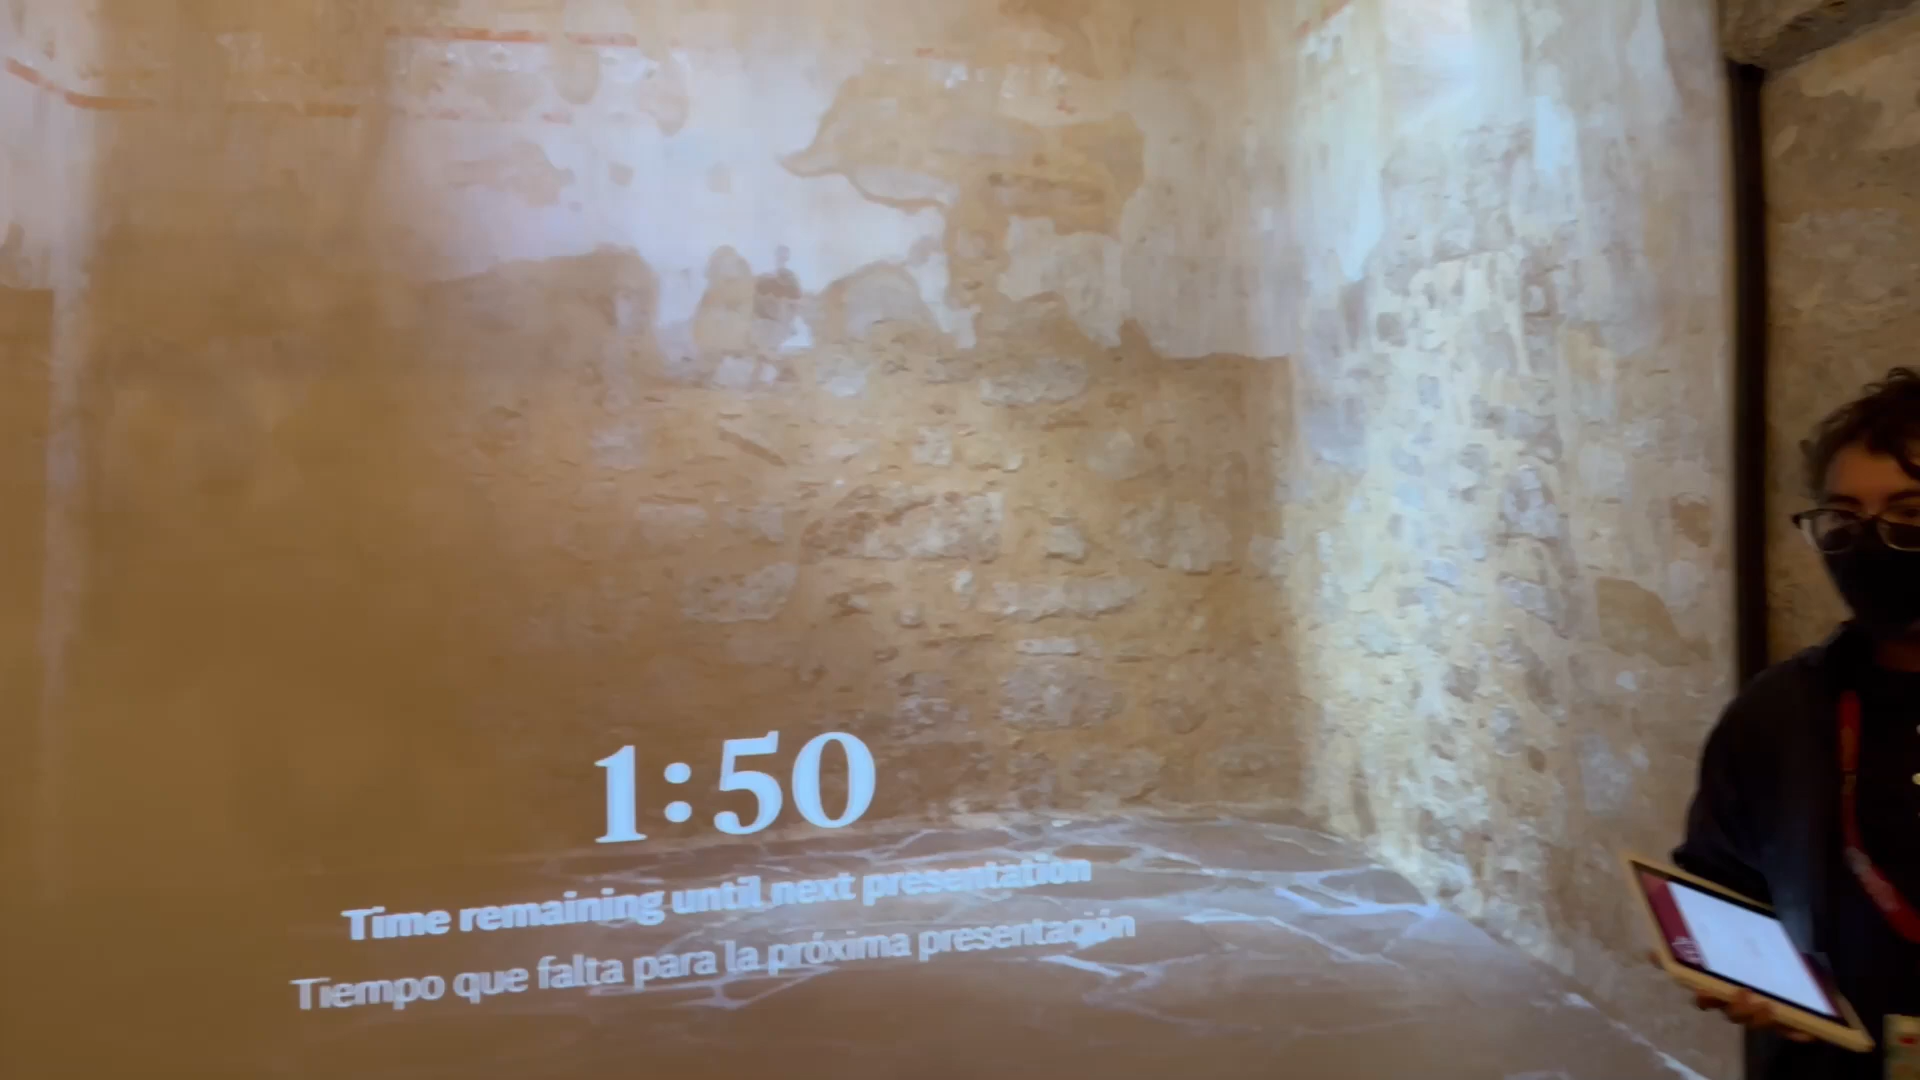 1:50
Time remaining until next presentation
Tiempo que falta para la próxima presentación